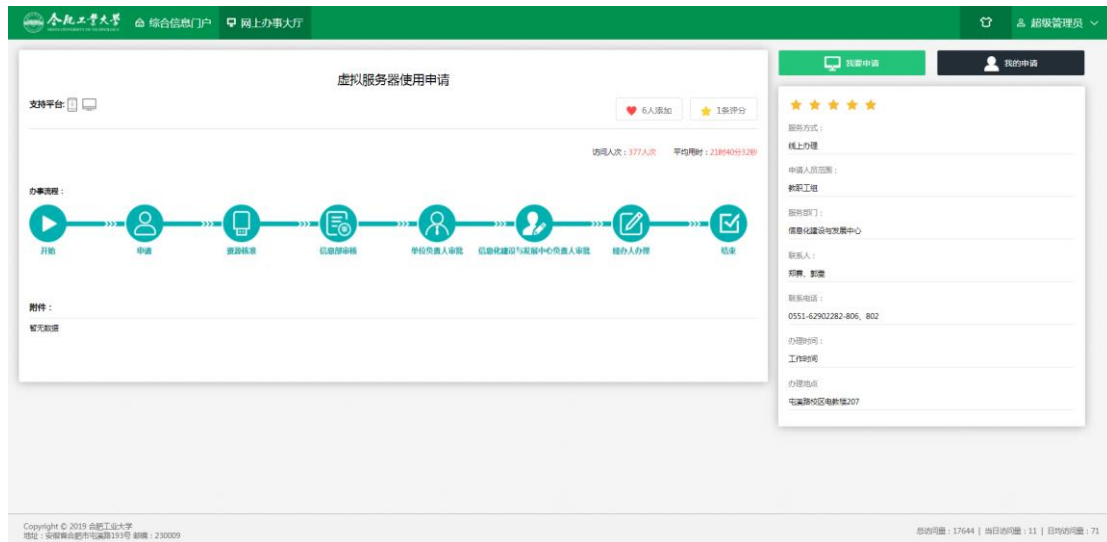 合肥工业大学
综合信息门户
网上办事大厅
超级管理员
虚拟服务器使用申请
支持平台:
6人添加
1条评分
访问人次：377人次
平均用时：21时40分32秒
办事流程：
开始
申请
资源核准
信息部审核
单位负责人审批
信息化建设与发展中心负责人审批
经办人办理
结束
附件：
暂无数据
我要申请
我的申请
服务方式：
线上办理
申请人员范围：
教职工组
服务部门：
信息化建设与发展中心
联系人：
联系电话：
0551-62902282-806、802
办理时间：
工作时间
办理地点
屯溪路校区电教楼207
Copyright © 2019 合肥工业大学
地址：安徽省合肥市屯溪路193号 邮编：230009
总访问量：17644 | 当日访问量：11 | 日均访问量：71